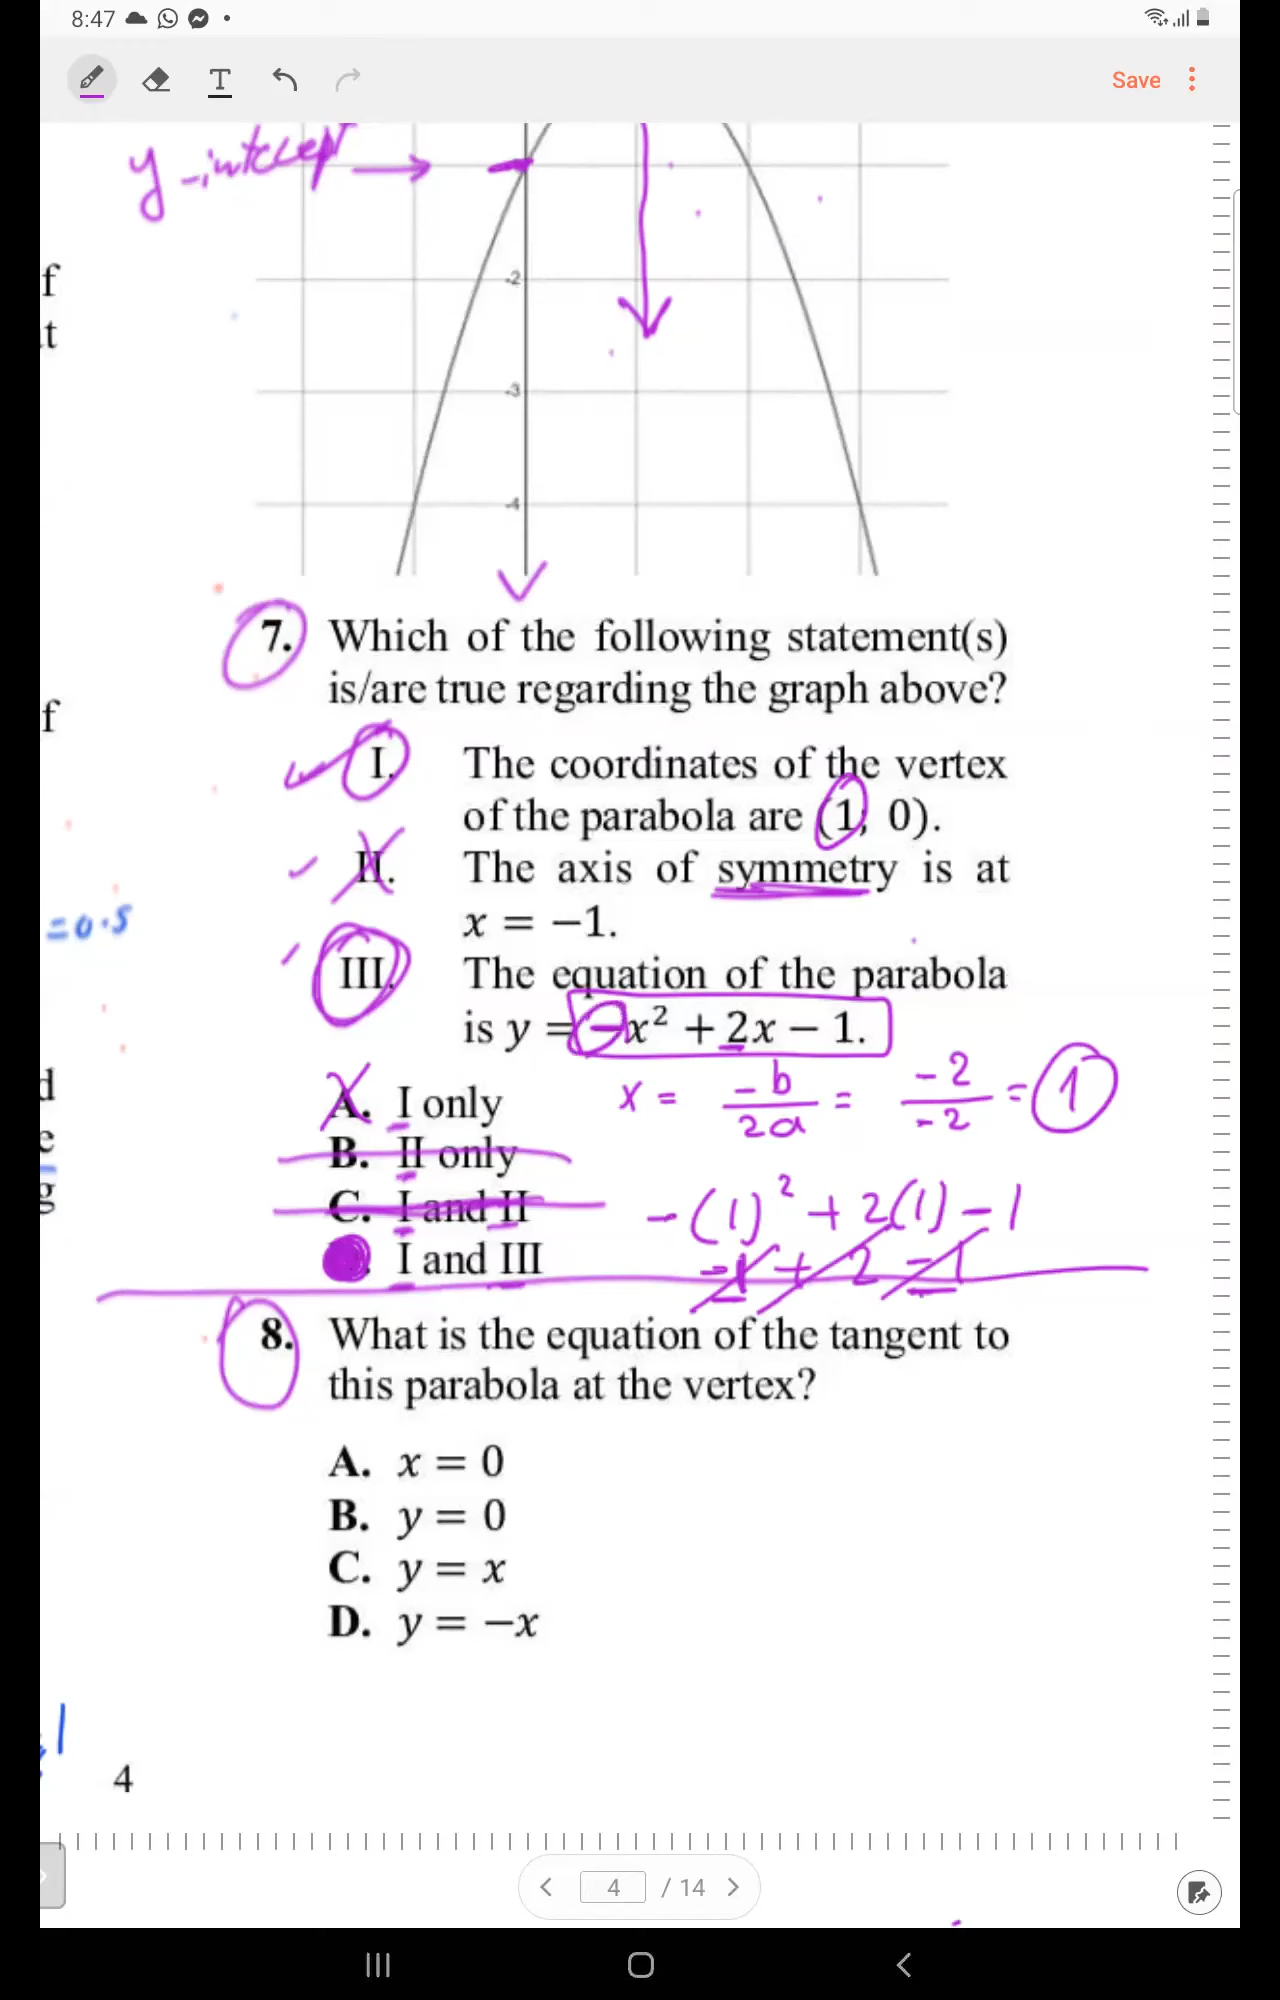 8:47
T
Save
y-intcept
-2
-3
-4
f
t
7. Which of the following statement(s)
is/are true regarding the graph above?
f
I. The coordinates of the vertex
of the parabola are (1, 0).
II. The axis of symmetry is at
x = −1.
=0.5
III. The equation of the parabola
is y = −x² + 2x − 1.
d
e
g
x = -b/2a = -2/-2 = 1
A. I only
B. II only
C. I and II
I and III
-(1)² + 2(1) - 1
-1 + 2 - 1
8. What is the equation of the tangent to
this parabola at the vertex?
A. x = 0
B. y = 0
C. y = x
D. y = −x
4
4 / 14